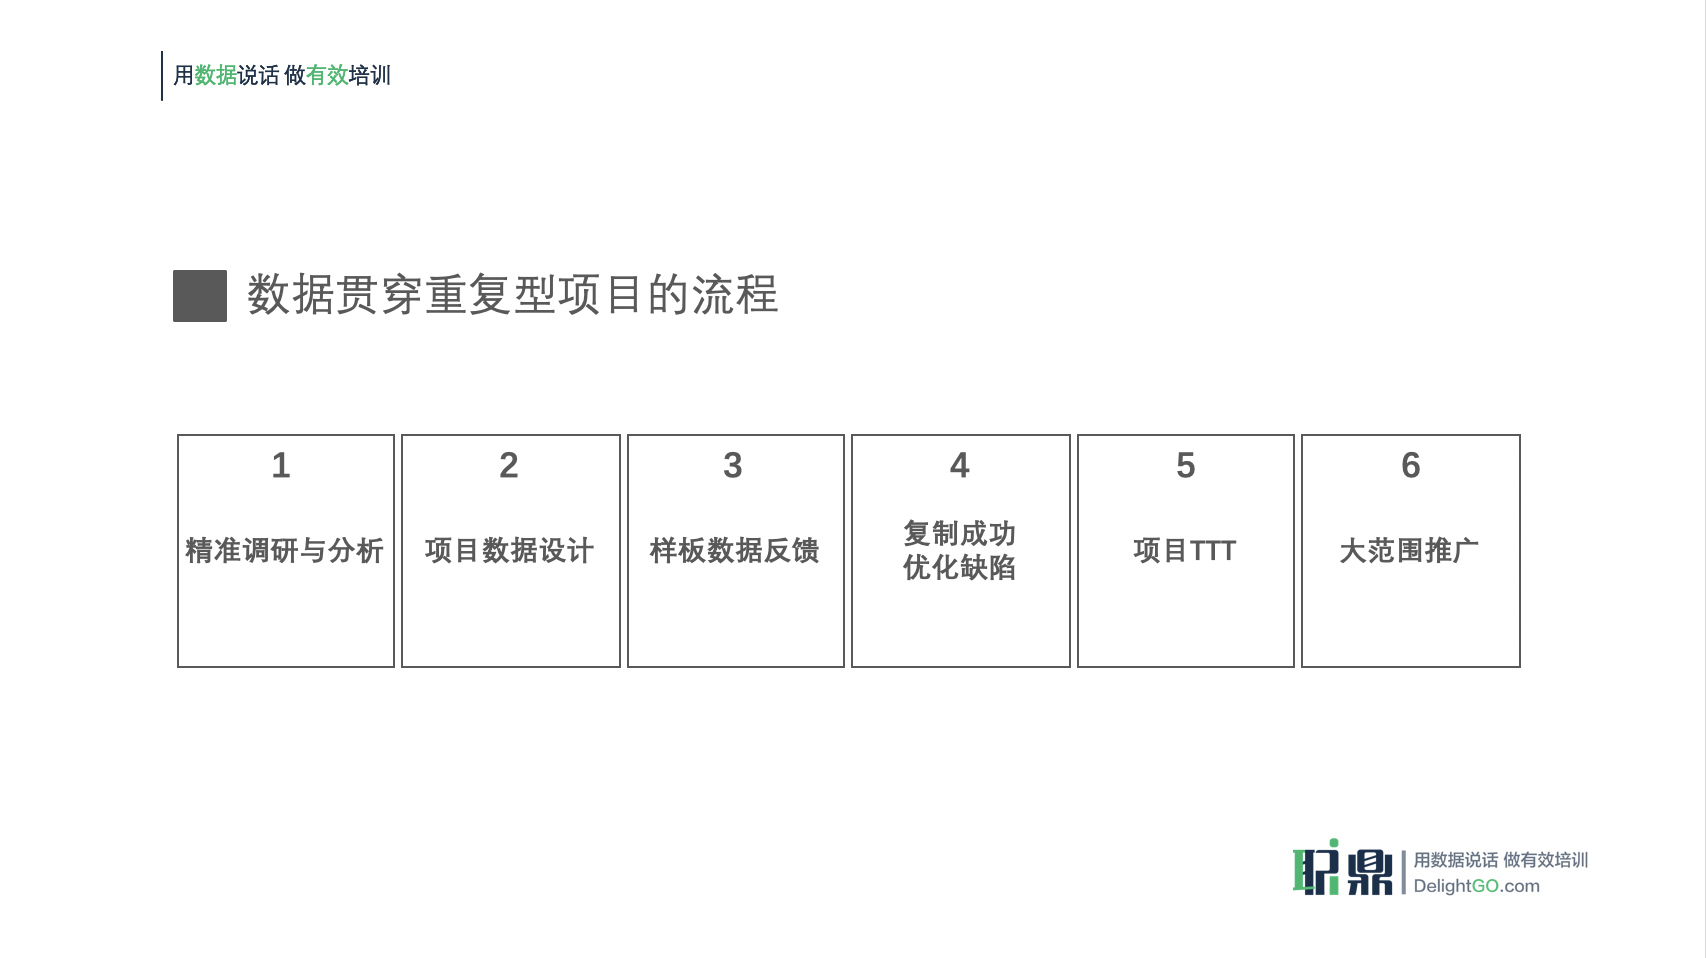 用数据说话 做有效培训
数据贯穿重复型项目的流程
1
精准调研与分析
2
项目数据设计
3
样板数据反馈
4
复制成功
优化缺陷
5
项目TTT
6
大范围推广
职鼎
用数据说话 做有效培训
DelightGO.com